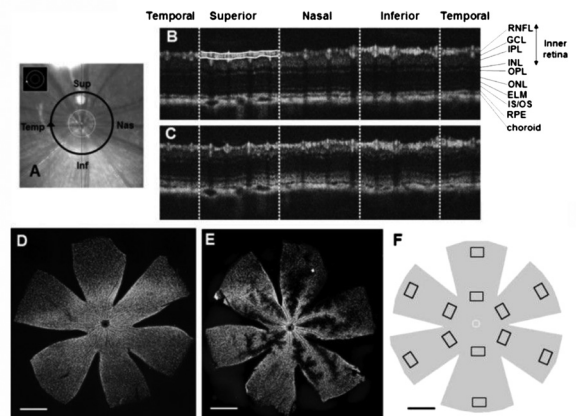 Temporal Superior Nasal Inferior Temporal
B
RNFL
GCL
IPL
INL
OPL
ONL
ELM
IS/OS
RPE
choroid
Inner
retina
Sup
Temp
Nas
Inf
A
C
D
E
F